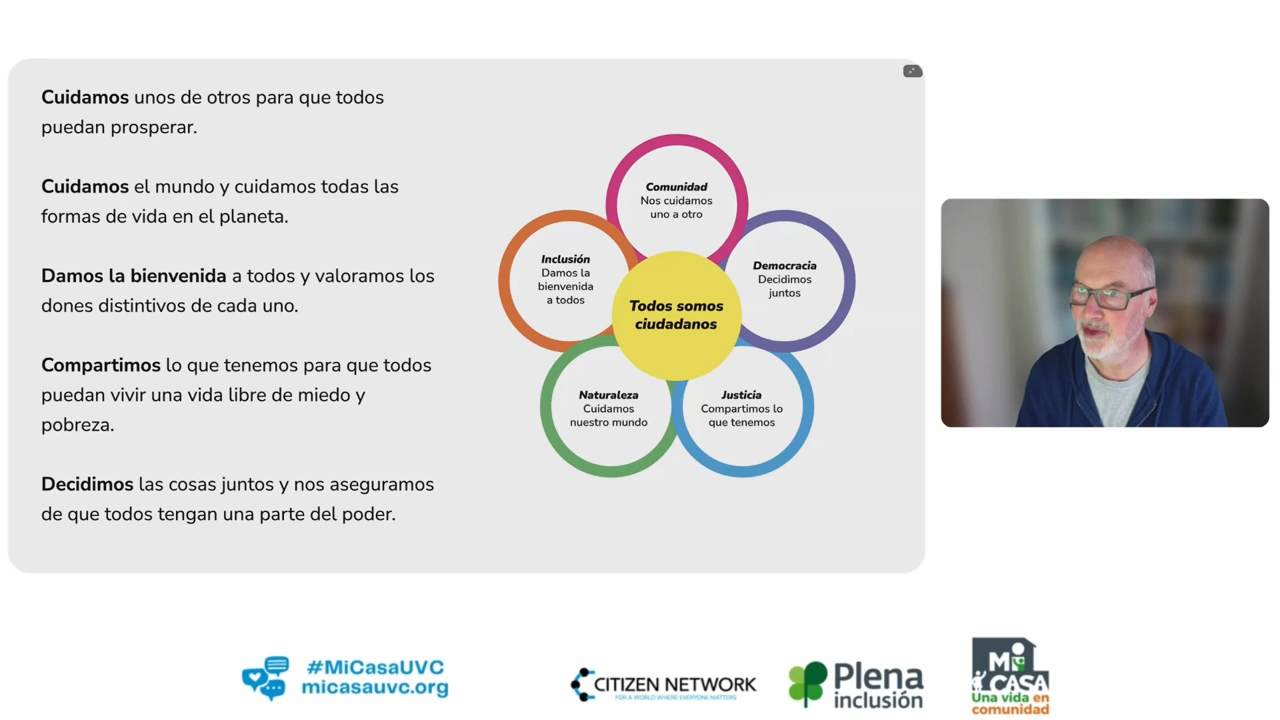 Cuidamos unos de otros para que todos
puedan prosperar.
Cuidamos el mundo y cuidamos todas las
formas de vida en el planeta.
Damos la bienvenida a todos y valoramos los
dones distintivos de cada uno.
Compartimos lo que tenemos para que todos
puedan vivir una vida libre de miedo y
pobreza.
Decidimos las cosas juntos y nos aseguramos
de que todos tengan una parte del poder.
Comunidad
Nos cuidamos
uno a otro
Inclusión
Damos la
bienvenida
a todos
Democracia
Decidimos
juntos
Todos somos
ciudadanos
Naturaleza
Cuidamos
nuestro mundo
Justicia
Compartimos lo
que tenemos
#MiCasaUVC
micasauvc.org
CITIZEN NETWORK
FOR A WORLD WHERE EVERYONE MATTERS
Plena
inclusión
Mi
CASA
Una vida en
comunidad